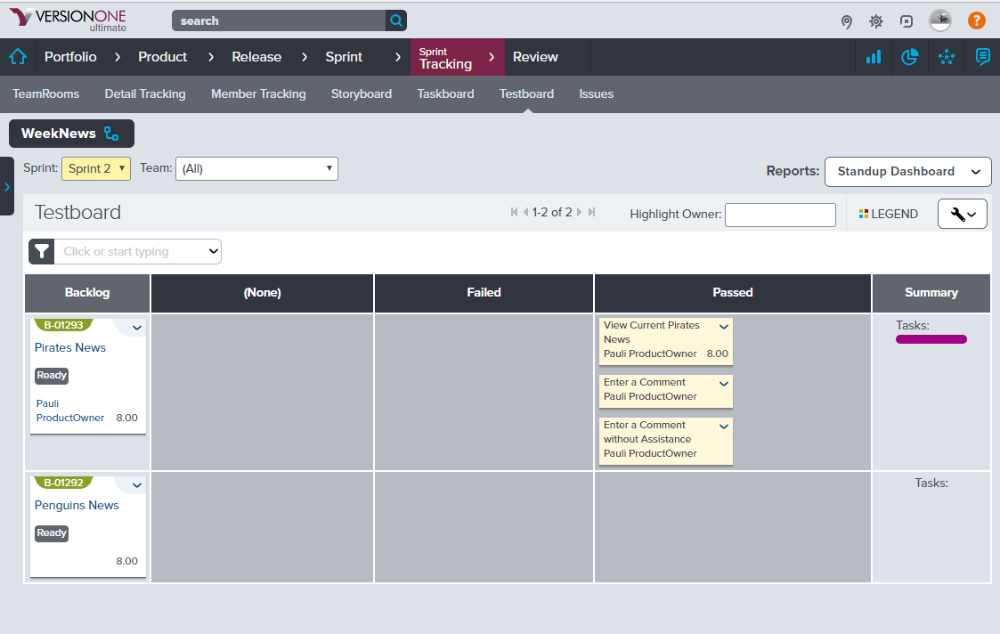 VERSIONONE
ultimate
search
?
Portfolio
Product
Release
Sprint
Sprint
Tracking
Review
TeamRooms
Detail Tracking
Member Tracking
Storyboard
Taskboard
Testboard
Issues
WeekNews
Sprint: Sprint 2
Team: (All)
Reports: Standup Dashboard
Testboard
1-2 of 2
Highlight Owner:
LEGEND
Click or start typing
Backlog
(None)
Failed
Passed
Summary
B-01293
Pirates News
Ready
Pauli
ProductOwner 8.00
View Current Pirates
News
Pauli ProductOwner 8.00
Enter a Comment
Pauli ProductOwner
Enter a Comment
without Assistance
Pauli ProductOwner
Tasks:
B-01292
Penguins News
Ready
8.00
Tasks: